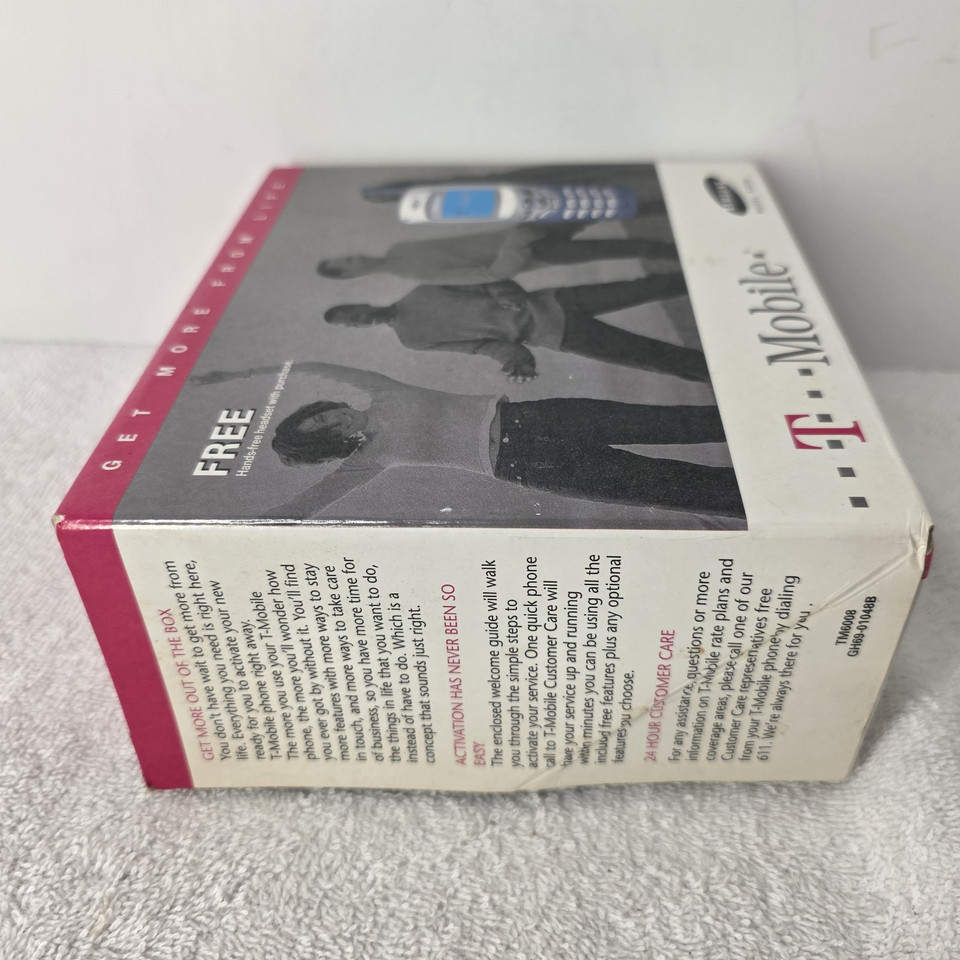 GET MORE FROM LIFE
FREE
Hands-free headset with purchase.
T Mobile
GET MORE OUT OF THE BOX
You don't have wait to get more from
life. Everything you need is right here,
ready for you to activate your new
T-Mobile phone right away.
The more you use your T-Mobile
phone, the more you'll wonder how
you ever got by without it. You'll find
more features with more ways to stay
in touch, and more ways to take care
of business, so you have more time for
the things in life that you want to do,
instead of have to do. Which is a
concept that sounds just right.
ACTIVATION HAS NEVER BEEN SO
EASY
The enclosed welcome guide will walk
you through the simple steps to
activate your service. One quick phone
call to T-Mobile Customer Care will
have your service up and running
within minutes you can be using all the
includ free features plus any optional
features you choose.
24 HOUR CUSTOMER CARE
For any assistance, questions or more
information on T-Mobile rate plans and
coverage areas, please call one of our
Customer Care representatives free
from your T-Mobile phone by dialing
611. We're always there for you.
TM6008
GH69-01048B